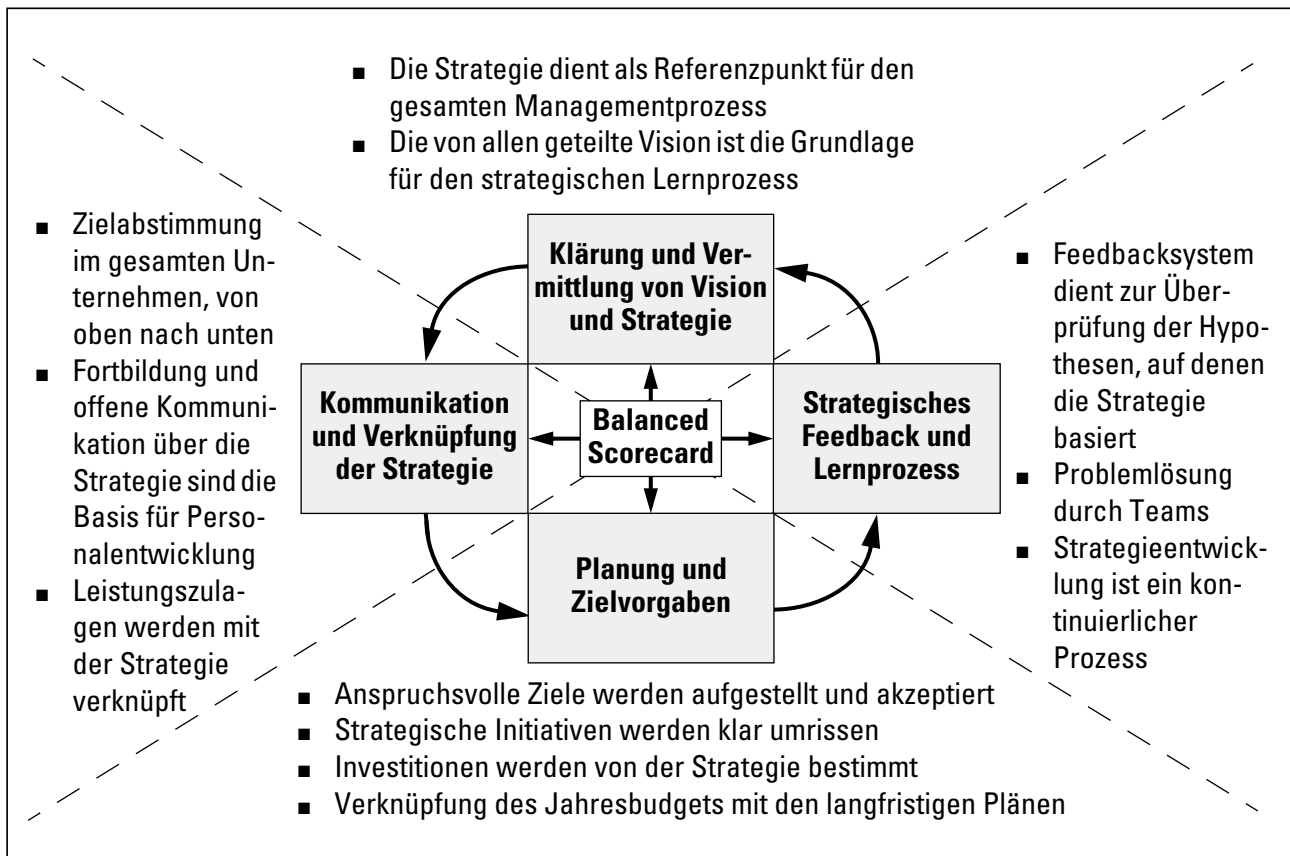 ■ Die Strategie dient als Referenzpunkt für den
gesamten Managementprozess
■ Die von allen geteilte Vision ist die Grundlage
für den strategischen Lernprozess
■ Zielabstimmung
im gesamten Un-
ternehmen, von
oben nach unten
■ Fortbildung und
offene Kommuni-
kation über die
Strategie sind die
Basis für Perso-
nalentwicklung
■ Leistungszula-
gen werden mit
der Strategie
verknüpft
Klärung und Ver-
mittlung von Vision
und Strategie
Kommunikation
und Verknüpfung
der Strategie
Balanced
Scorecard
Strategisches
Feedback und
Lernprozess
Planung und
Zielvorgaben
■ Feedbacksystem
dient zur Über-
prüfung der Hypo-
thesen, auf denen
die Strategie
basiert
■ Problemlösung
durch Teams
■ Strategieentwick-
lung ist ein kon-
tinuierlicher
Prozess
■ Anspruchsvolle Ziele werden aufgestellt und akzeptiert
■ Strategische Initiativen werden klar umrissen
■ Investitionen werden von der Strategie bestimmt
■ Verknüpfung des Jahresbudgets mit den langfristigen Plänen